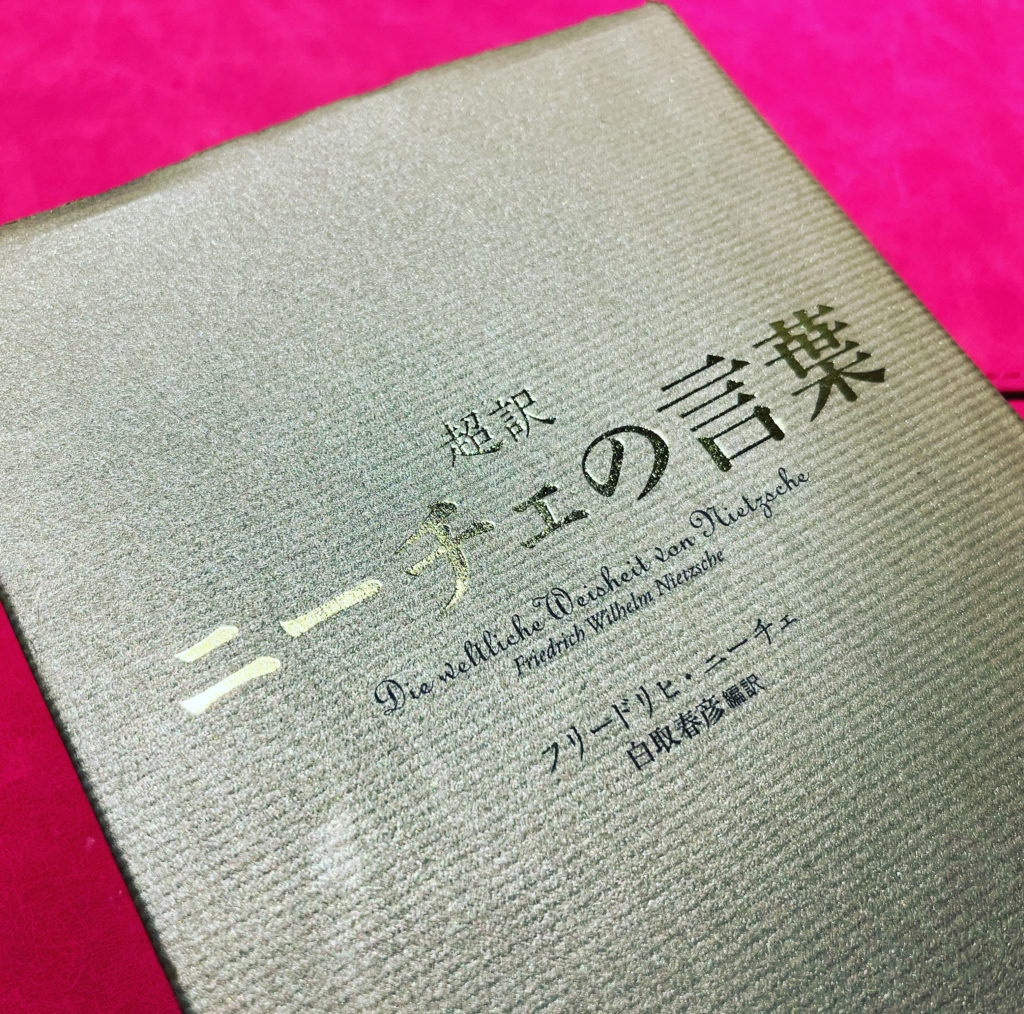 超訳
ニーチェの言葉
Die weltliche Weisheit von Nietzsche
Friedrich Wilhelm Nietzsche
フリードリヒ・ニーチェ
白取春彦 編訳